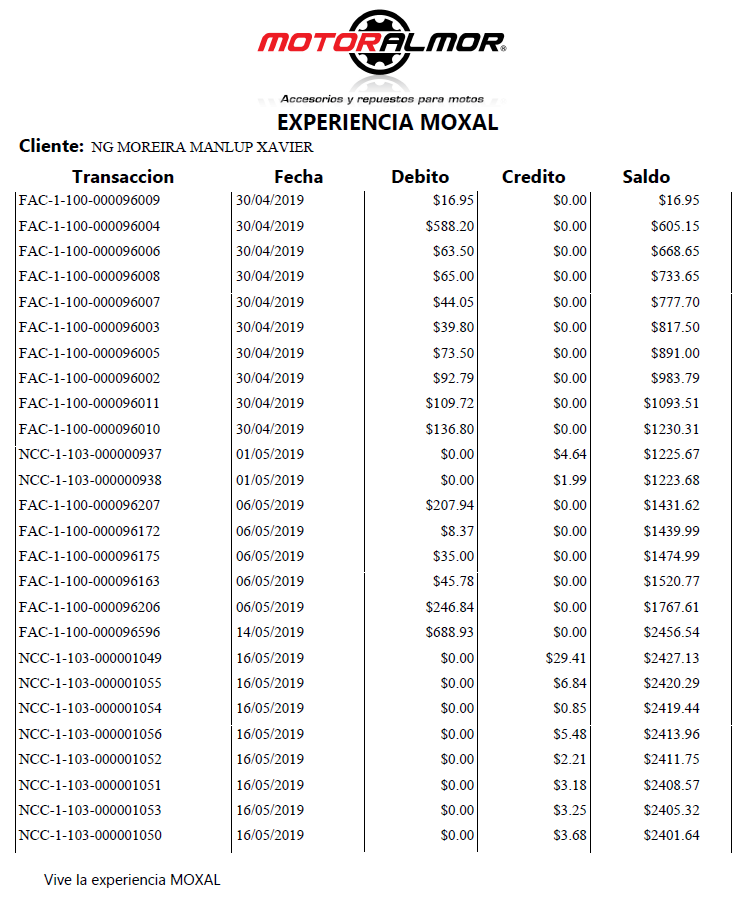 MOTORALMOR®
Accesorios y repuestos para motos
EXPERIENCIA MOXAL
Cliente: NG MOREIRA MANLUP XAVIER
Transaccion Fecha Debito Credito Saldo
FAC-1-100-000096009 30/04/2019 $16.95 $0.00 $16.95
FAC-1-100-000096004 30/04/2019 $588.20 $0.00 $605.15
FAC-1-100-000096006 30/04/2019 $63.50 $0.00 $668.65
FAC-1-100-000096008 30/04/2019 $65.00 $0.00 $733.65
FAC-1-100-000096007 30/04/2019 $44.05 $0.00 $777.70
FAC-1-100-000096003 30/04/2019 $39.80 $0.00 $817.50
FAC-1-100-000096005 30/04/2019 $73.50 $0.00 $891.00
FAC-1-100-000096002 30/04/2019 $92.79 $0.00 $983.79
FAC-1-100-000096011 30/04/2019 $109.72 $0.00 $1093.51
FAC-1-100-000096010 30/04/2019 $136.80 $0.00 $1230.31
NCC-1-103-000000937 01/05/2019 $0.00 $4.64 $1225.67
NCC-1-103-000000938 01/05/2019 $0.00 $1.99 $1223.68
FAC-1-100-000096207 06/05/2019 $207.94 $0.00 $1431.62
FAC-1-100-000096172 06/05/2019 $8.37 $0.00 $1439.99
FAC-1-100-000096175 06/05/2019 $35.00 $0.00 $1474.99
FAC-1-100-000096163 06/05/2019 $45.78 $0.00 $1520.77
FAC-1-100-000096206 06/05/2019 $246.84 $0.00 $1767.61
FAC-1-100-000096596 14/05/2019 $688.93 $0.00 $2456.54
NCC-1-103-000001049 16/05/2019 $0.00 $29.41 $2427.13
NCC-1-103-000001055 16/05/2019 $0.00 $6.84 $2420.29
NCC-1-103-000001054 16/05/2019 $0.00 $0.85 $2419.44
NCC-1-103-000001056 16/05/2019 $0.00 $5.48 $2413.96
NCC-1-103-000001052 16/05/2019 $0.00 $2.21 $2411.75
NCC-1-103-000001051 16/05/2019 $0.00 $3.18 $2408.57
NCC-1-103-000001053 16/05/2019 $0.00 $3.25 $2405.32
NCC-1-103-000001050 16/05/2019 $0.00 $3.68 $2401.64
Vive la experiencia MOXAL